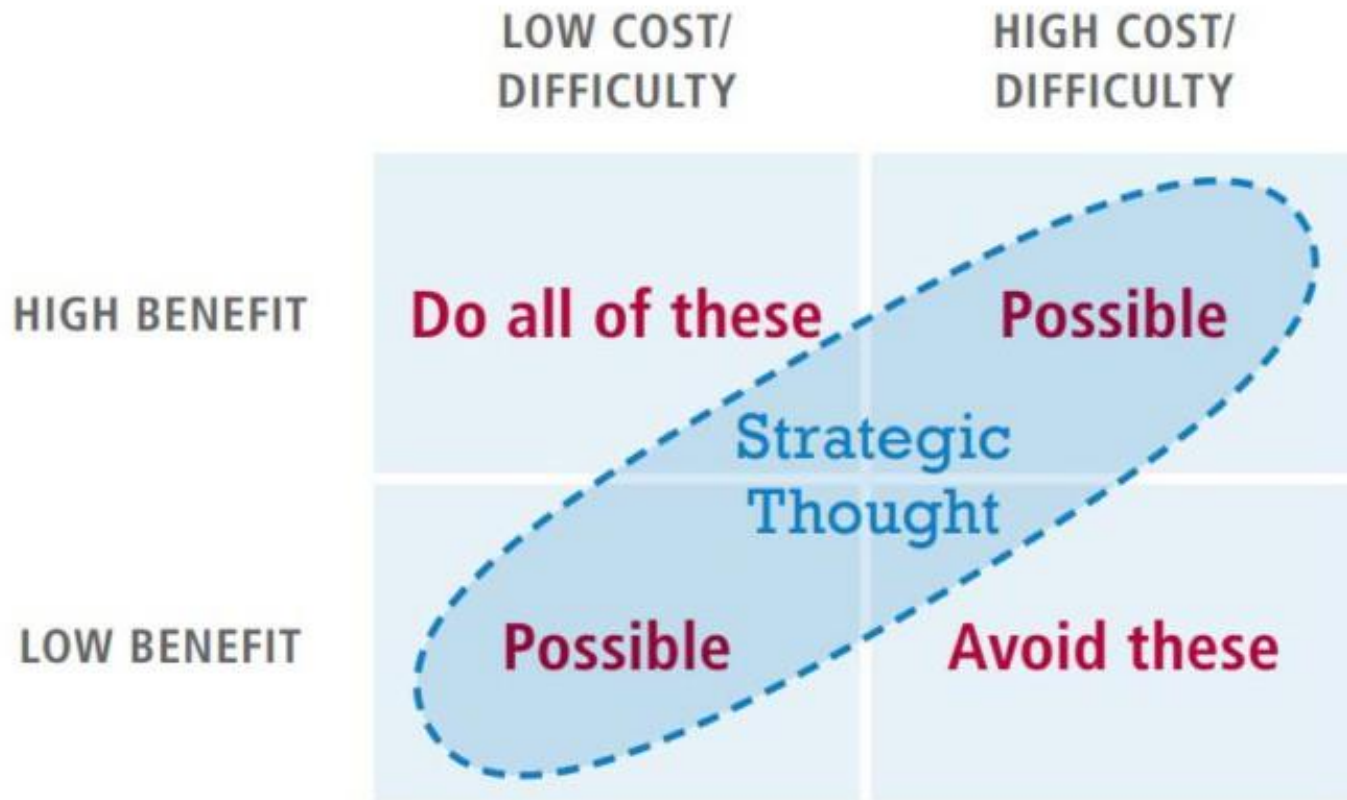 LOW COST/
DIFFICULTY
HIGH COST/
DIFFICULTY
HIGH BENEFIT
Do all of these
Possible
Strategic
Thought
LOW BENEFIT
Possible
Avoid these